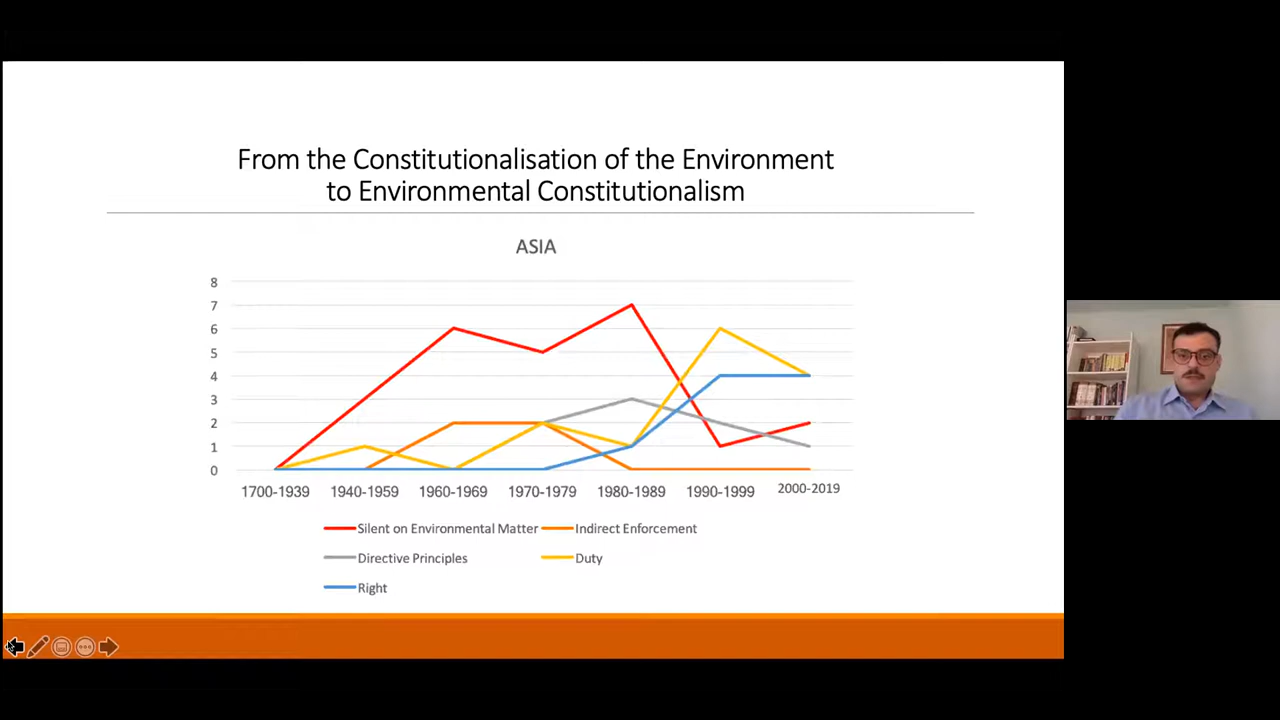 From the Constitutionalisation of the Environment
to Environmental Constitutionalism
ASIA
8
7
6
5
4
3
2
1
0
1700-1939 1940-1959 1960-1969 1970-1979 1980-1989 1990-1999 2000-2019
Silent on Environmental Matter Indirect Enforcement
Directive Principles Duty
Right